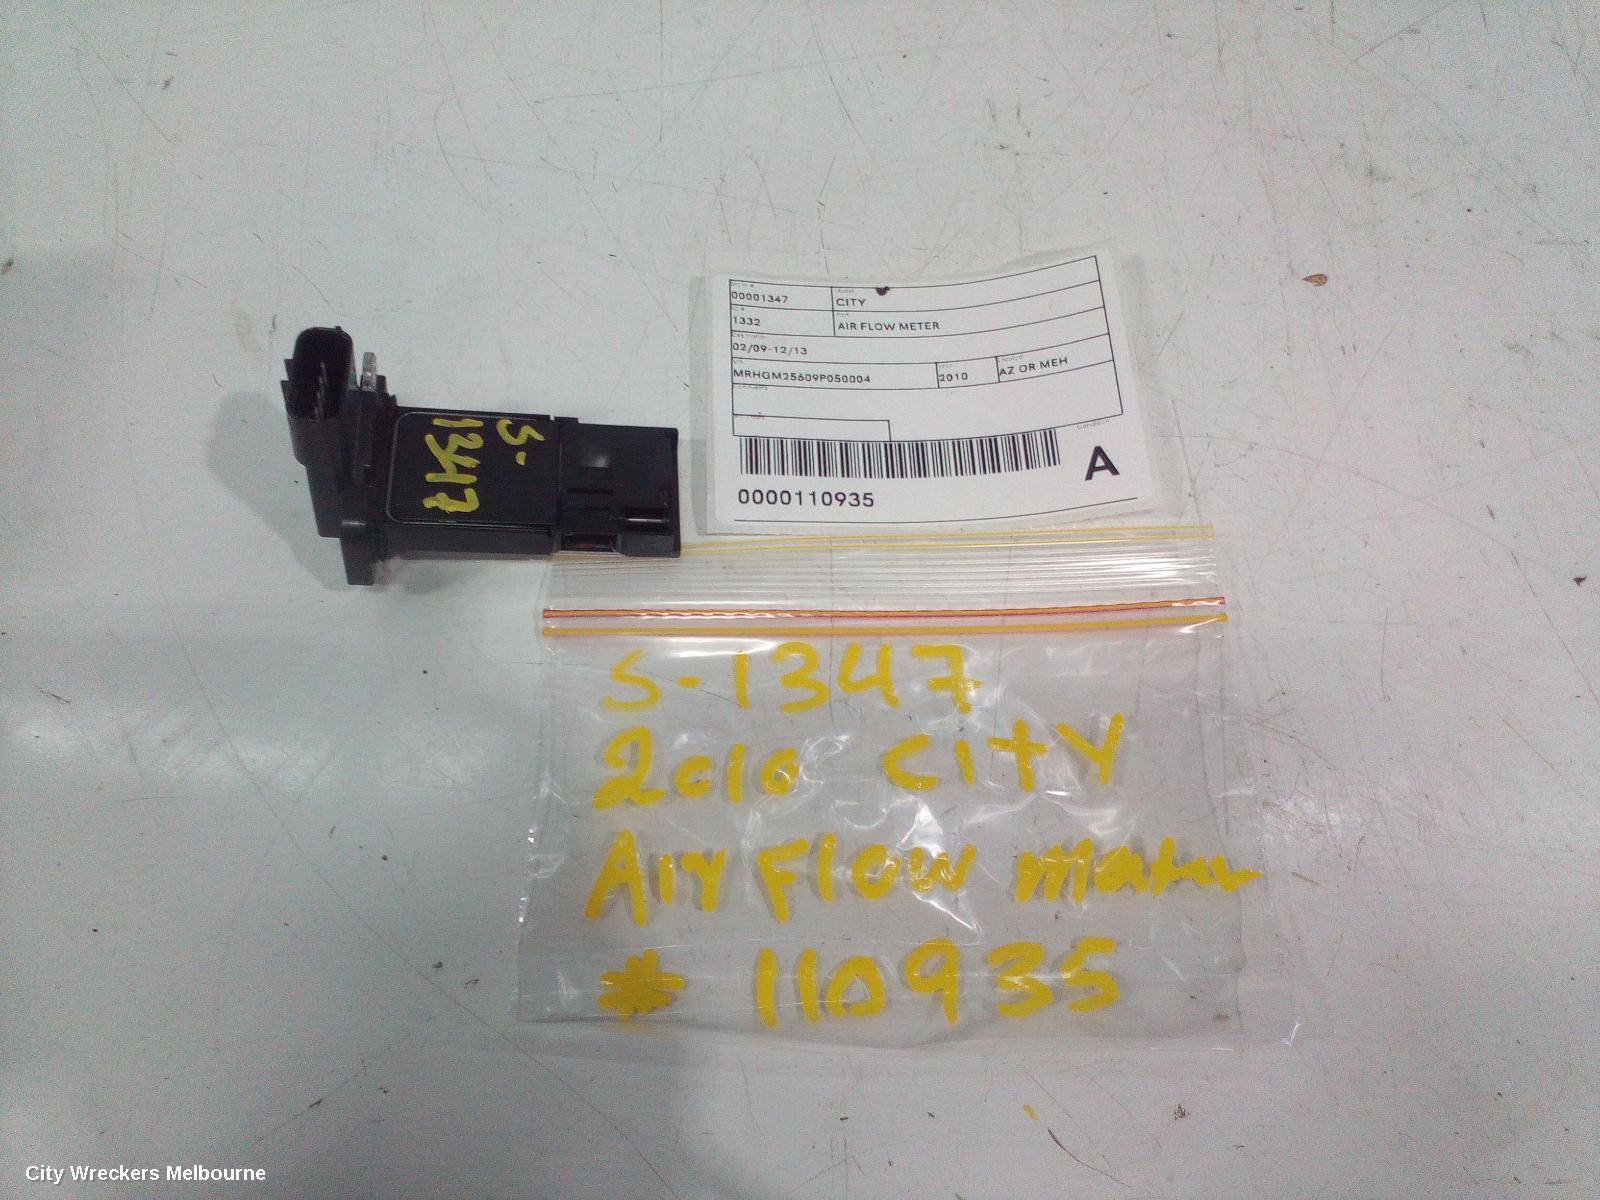 S-
1347
00001347
CITY
1332
AIR FLOW METER
02/09-12/13
MRHGM25609P050004
2010
AZ OR MEH
A
0000110935
S-1347
2010 CITY
Air Flow mater
# 110935
City Wreckers Melbourne